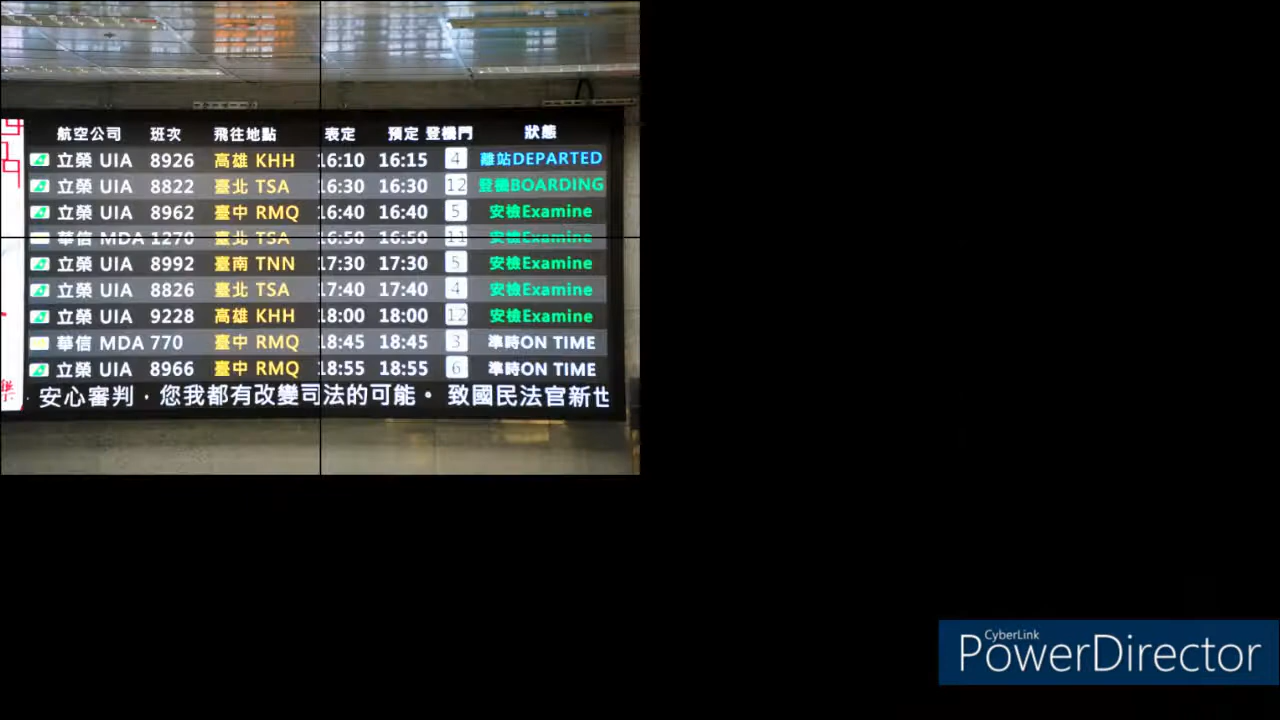 航空公司 班次 飛往地點 表定 預定 登機門 狀態
立榮 UIA 8926 高雄 KHH 16:10 16:15 4 離站DEPARTED
立榮 UIA 8822 臺北 TSA 16:30 16:30 12 登機BOARDING
立榮 UIA 8962 臺中 RMQ 16:40 16:40 5 安檢Examine
華信 MDA 1270 臺北 TSA 16:50 16:50 11 安檢Examine
立榮 UIA 8992 臺南 TNN 17:30 17:30 5 安檢Examine
立榮 UIA 8826 臺北 TSA 17:40 17:40 4 安檢Examine
立榮 UIA 9228 高雄 KHH 18:00 18:00 12 安檢Examine
華信 MDA 770 臺中 RMQ 18:45 18:45 3 準時ON TIME
立榮 UIA 8966 臺中 RMQ 18:55 18:55 6 準時ON TIME
安心審判．您我都有改變司法的可能。 致國民法官新世
CyberLink
PowerDirector